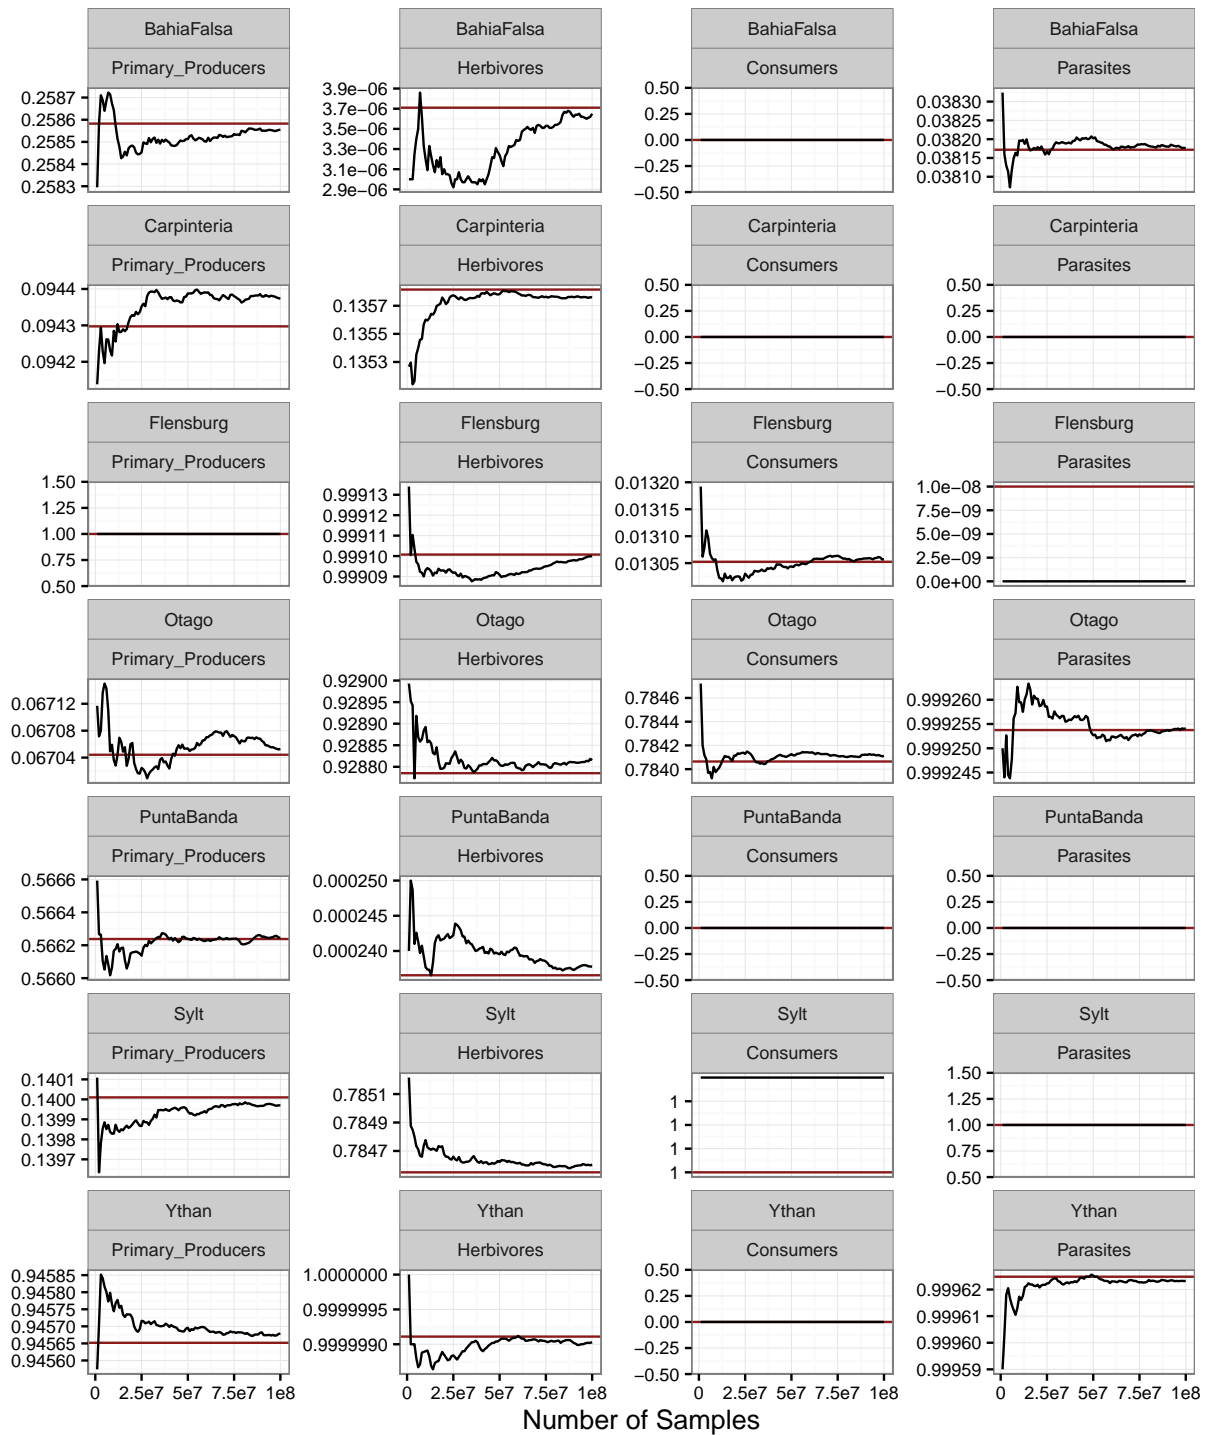 BahiaFalsa BahiaFalsa BahiaFalsa BahiaFalsa
Primary_Producers Herbivores Consumers Parasites
0.2587 3.9e−06 0.50 0.03830
0.2586 3.7e−06 0.25 0.03825
0.2585 3.5e−06 0.00 0.03820
0.2584 3.3e−06 −0.25 0.03815
0.2583 3.1e−06 −0.50 0.03810
2.9e−06
Carpinteria Carpinteria Carpinteria Carpinteria
Primary_Producers Herbivores Consumers Parasites
0.0944 0.1357 0.50 0.50
0.0943 0.1355 0.25 0.25
0.0942 0.1353 0.00 0.00
−0.25 −0.25
−0.50 −0.50
Flensburg Flensburg Flensburg Flensburg
Primary_Producers Herbivores Consumers Parasites
1.50 0.99913 0.01320 1.0e−08
1.25 0.99912 0.01315 7.5e−09
1.00 0.99911 0.01310 5.0e−09
0.75 0.99910 0.01305 2.5e−09
0.50 0.99909 0.0e+00
Otago Otago Otago Otago
Primary_Producers Herbivores Consumers Parasites
0.06712 0.92900 0.7846 0.999260
0.06708 0.92895 0.7844 0.999255
0.06704 0.92890 0.7842 0.999250
0.92885 0.7840 0.999245
0.92880
PuntaBanda PuntaBanda PuntaBanda PuntaBanda
Primary_Producers Herbivores Consumers Parasites
0.5666 0.000250 0.50 0.50
0.5664 0.000245 0.25 0.25
0.5662 0.000240 0.00 0.00
0.5660 −0.25 −0.25
−0.50 −0.50
Sylt Sylt Sylt Sylt
Primary_Producers Herbivores Consumers Parasites
0.1401 0.7851 1 1.50
0.1400 0.7849 1 1.25
0.1399 0.7847 1 1.00
0.1398 1 0.75
0.1397 0.50
Ythan Ythan Ythan Ythan
Primary_Producers Herbivores Consumers Parasites
0.94585 1.0000000 0.50 0.99962
0.94580 0.9999995 0.25 0.99961
0.94575 0.9999990 0.00 0.99960
0.94570 −0.25 0.99959
0.94565 −0.50
0.94560
0 2.5e7 5e7 7.5e7 1e8 0 2.5e7 5e7 7.5e7 1e8 0 2.5e7 5e7 7.5e7 1e8 0 2.5e7 5e7 7.5e7 1e8
Number of Samples